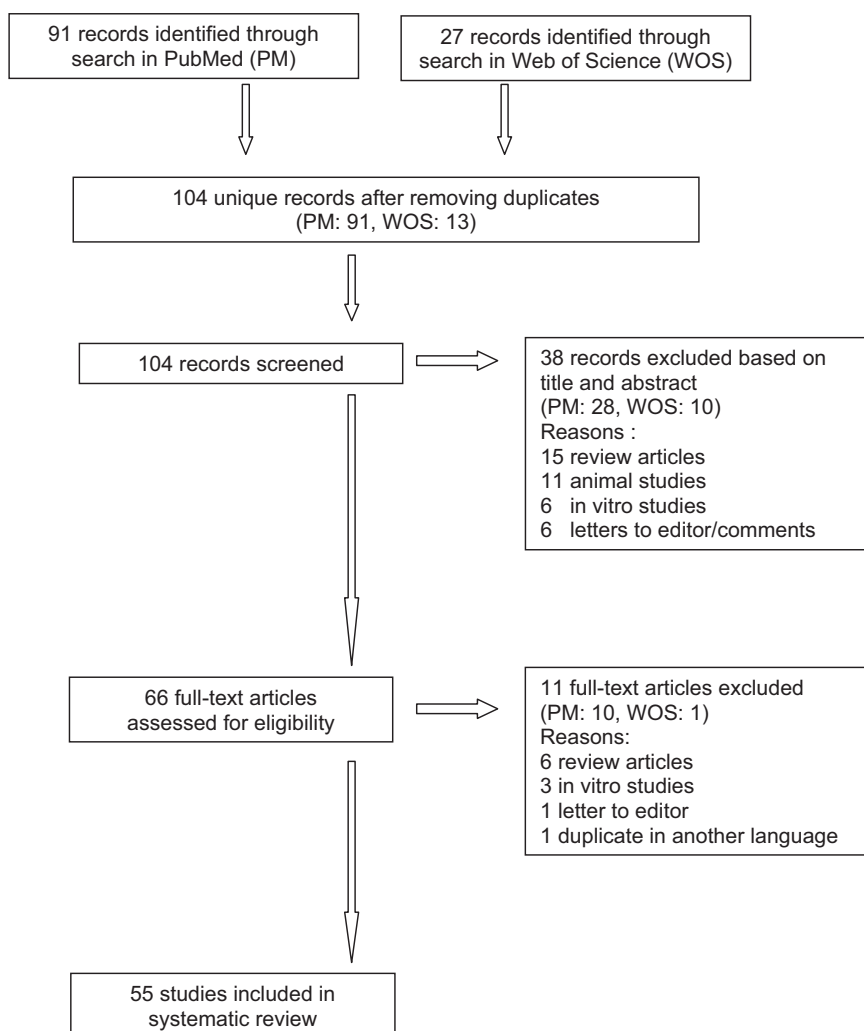 91 records identified through
search in PubMed (PM)
27 records identified through
search in Web of Science (WOS)
104 unique records after removing duplicates
(PM: 91, WOS: 13)
104 records screened
38 records excluded based on
title and abstract
(PM: 28, WOS: 10)
Reasons :
15 review articles
11 animal studies
6 in vitro studies
6 letters to editor/comments
66 full-text articles
assessed for eligibility
11 full-text articles excluded
(PM: 10, WOS: 1)
Reasons:
6 review articles
3 in vitro studies
1 letter to editor
1 duplicate in another language
55 studies included in
systematic review